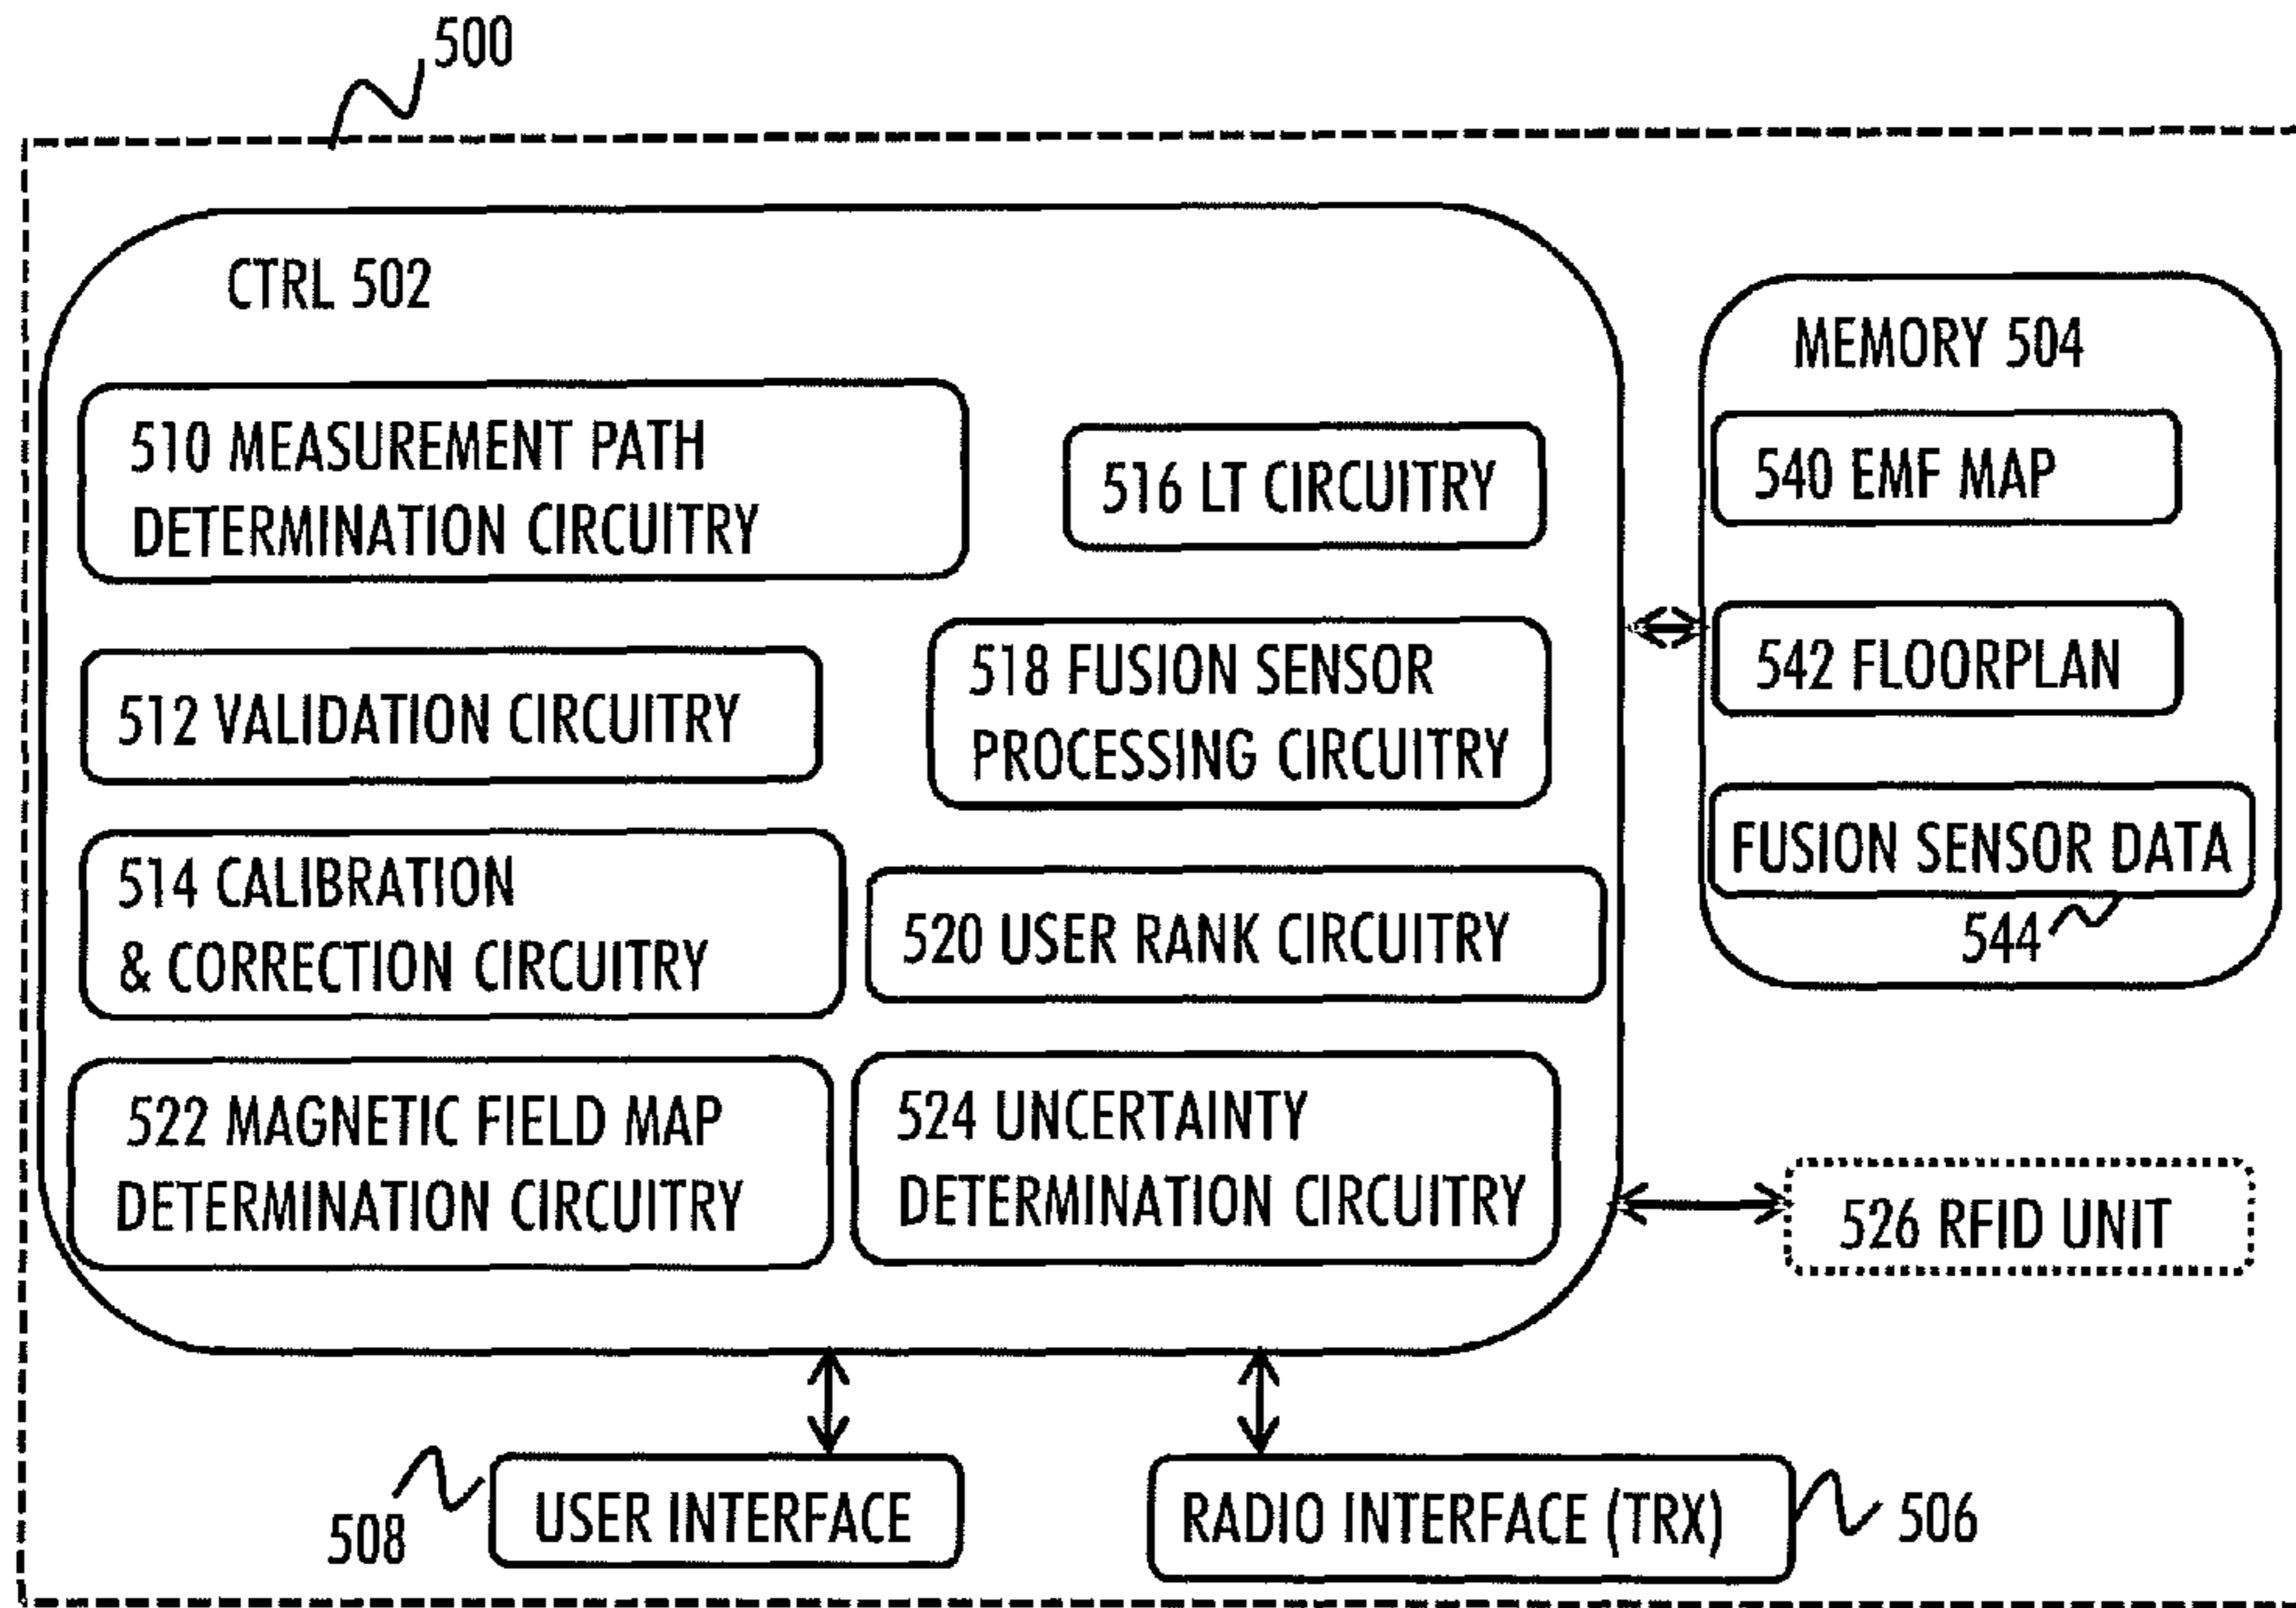 500
CTRL 502
510 MEASUREMENT PATH
DETERMINATION CIRCUITRY
516 LT CIRCUITRY
512 VALIDATION CIRCUITRY
518 FUSION SENSOR
PROCESSING CIRCUITRY
514 CALIBRATION
& CORRECTION CIRCUITRY
520 USER RANK CIRCUITRY
522 MAGNETIC FIELD MAP
DETERMINATION CIRCUITRY
524 UNCERTAINTY
DETERMINATION CIRCUITRY
MEMORY 504
540 EMF MAP
542 FLOORPLAN
FUSION SENSOR DATA
544
526 RFID UNIT
508
USER INTERFACE
RADIO INTERFACE (TRX)
506